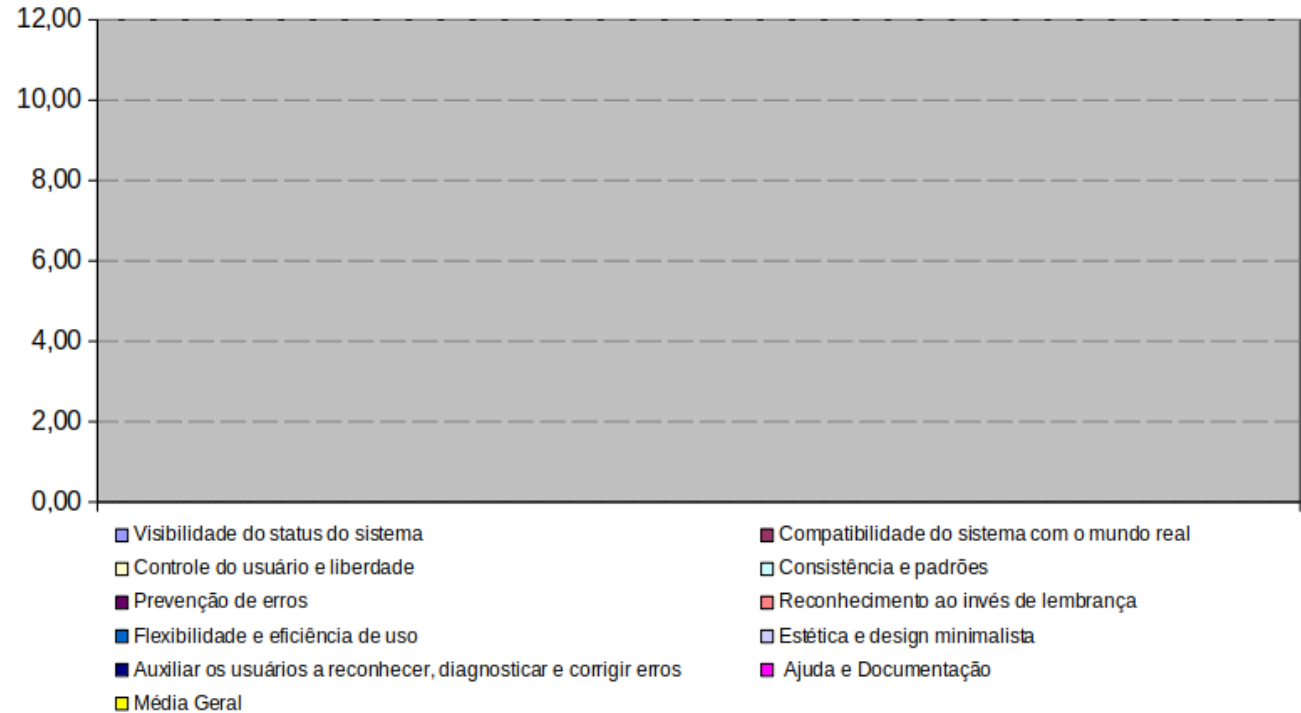 12,00
10,00
8,00
6,00
4,00
2,00
0,00
Visibilidade do status do sistema
Compatibilidade do sistema com o mundo real
Controle do usuário e liberdade
Consistência e padrões
Prevenção de erros
Reconhecimento ao invés de lembrança
Flexibilidade e eficiência de uso
Estética e design minimalista
Auxiliar os usuários a reconhecer, diagnosticar e corrigir erros
Ajuda e Documentação
Média Geral